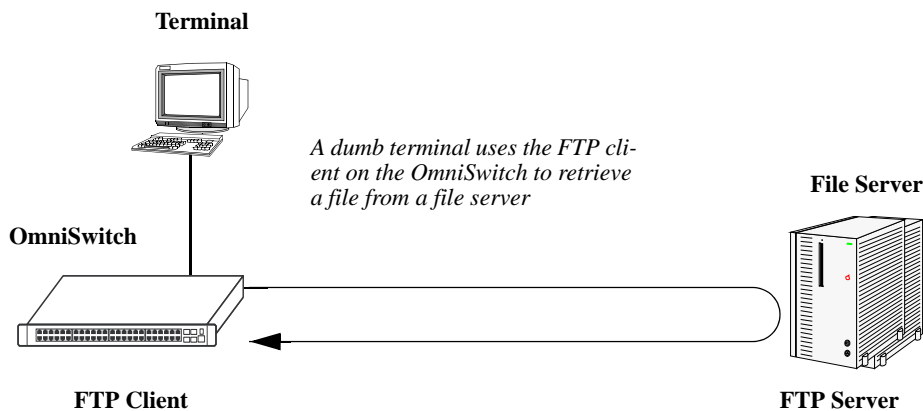 Terminal
A dumb terminal uses the FTP cli-
ent on the OmniSwitch to retrieve
a file from a file server
File Server
OmniSwitch
FTP Client
FTP Server